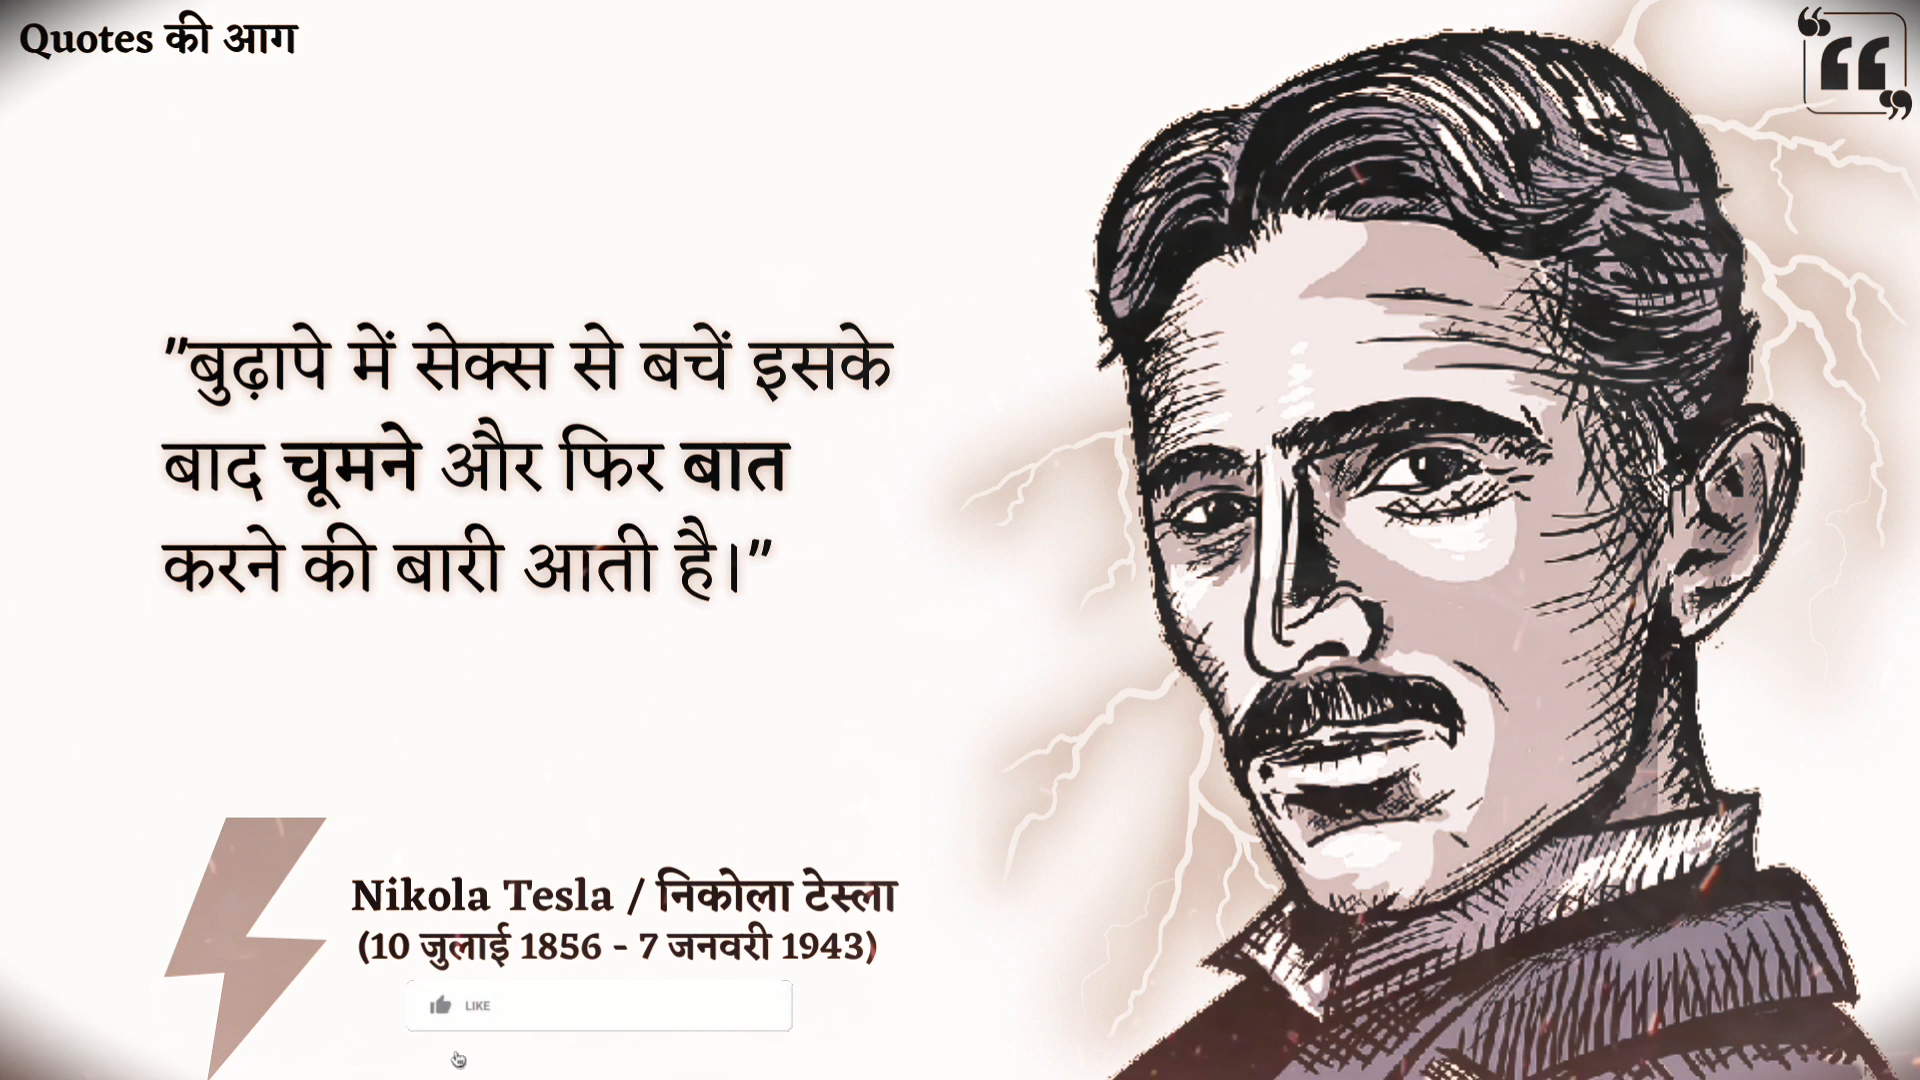 Quotes की आग
"बुढ़ापे में सेक्स से बचें इसके
बाद चूमने और फिर बात
करने की बारी आती है।"
Nikola Tesla / निकोला टेस्ला
(10 जुलाई 1856 - 7 जनवरी 1943)
LIKE